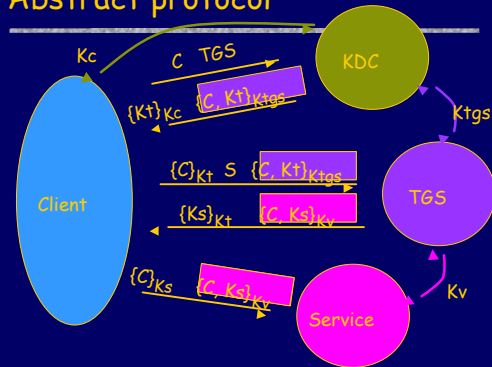 Abstract protocol
Kc
C TGS
KDC
{Kt}Kc {C, Kt}Ktgs
Ktgs
{C}Kt S {C, Kt}Ktgs
Client
TGS
{Ks}Kt {C, Ks}Kv
{C}Ks {C, Ks}Kv
Kv
Service